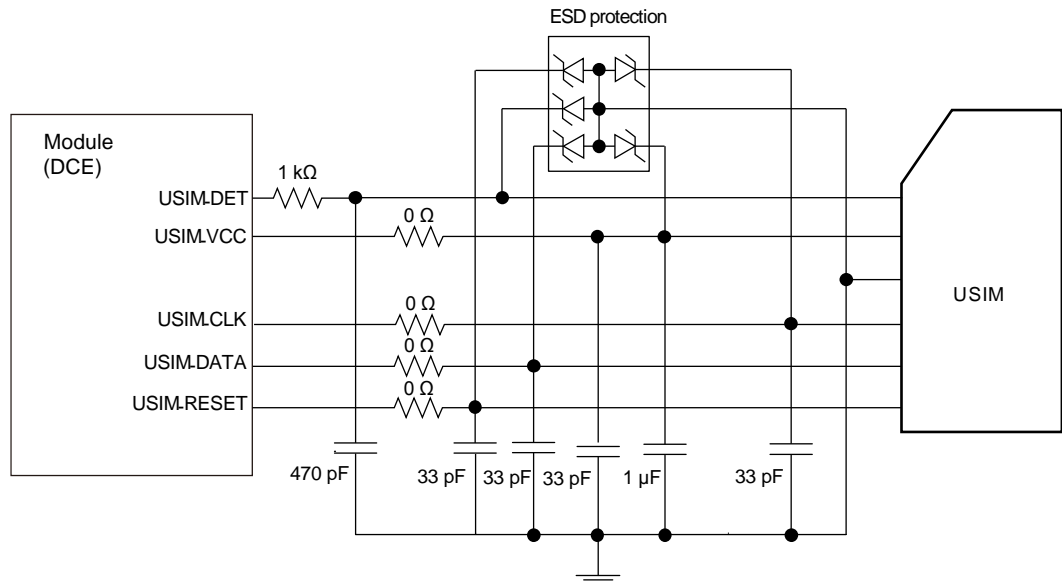 ESD protection
Module
(DCE)
1 kΩ
USIM-DET
0 Ω
USIM-VCC
USIM
0 Ω
USIM-CLK
0 Ω
USIM-DATA
0 Ω
USIM-RESET
470 pF
33 pF
33 pF
33 pF
1 µF
33 pF